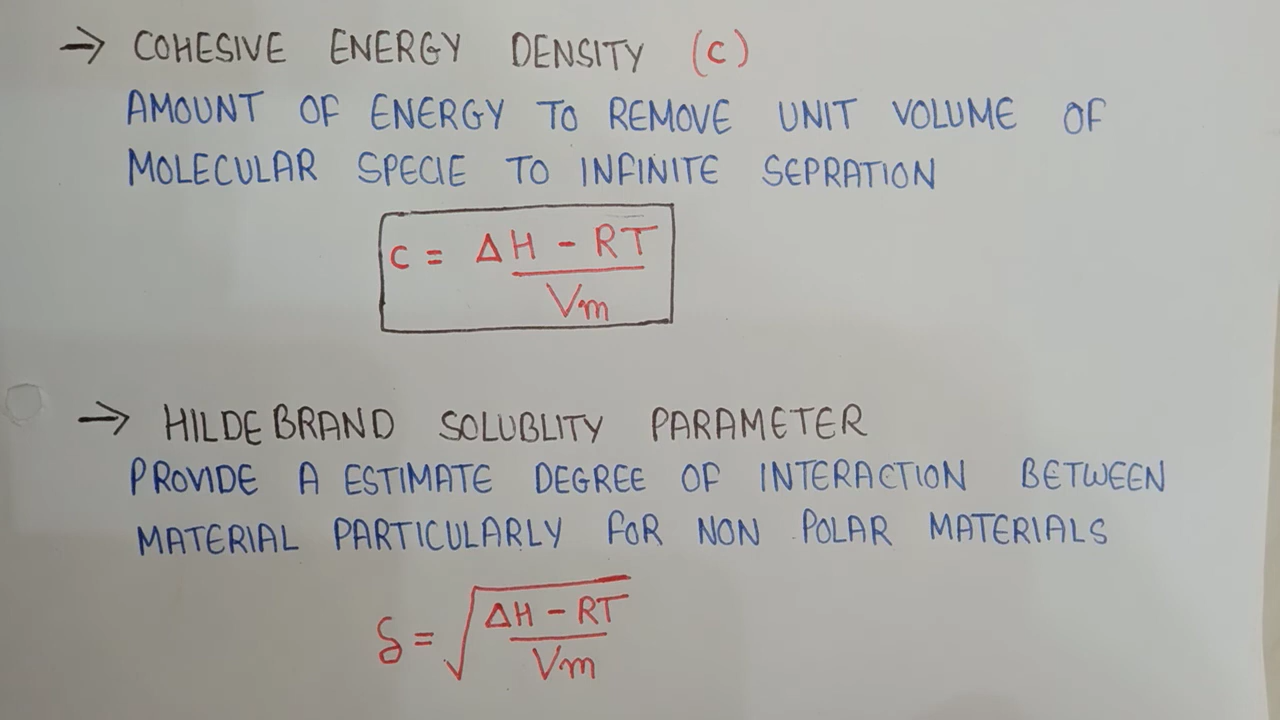 → COHESIVE ENERGY DENSITY (C)
AMOUNT OF ENERGY TO REMOVE UNIT VOLUME OF
MOLECULAR SPECIE TO INFINITE SEPRATION
C = ΔH - RT
Vm
→ HILDEBRAND SOLUBLITY PARAMETER
PROVIDE A ESTIMATE DEGREE OF INTERACTION BETWEEN
MATERIAL PARTICULARLY FOR NON POLAR MATERIALS
δ = √ΔH - RT
Vm